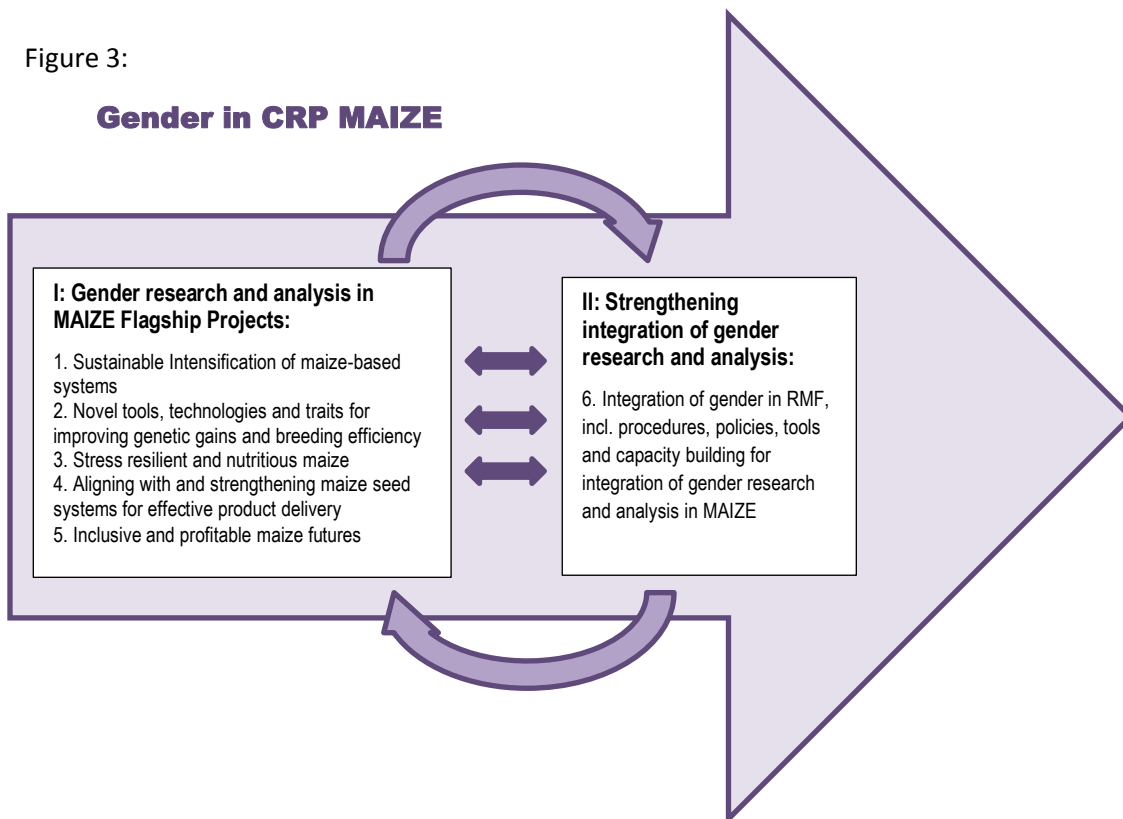 Figure 3:
Gender in CRP MAIZE
I: Gender research and analysis in
MAIZE Flagship Projects:
1. Sustainable Intensification of maize-based
systems
2. Novel tools, technologies and traits for
improving genetic gains and breeding efficiency
3. Stress resilient and nutritious maize
4. Aligning with and strengthening maize seed
systems for effective product delivery
5. Inclusive and profitable maize futures
II: Strengthening
integration of gender
research and analysis:
6. Integration of gender in RMF,
incl. procedures, policies, tools
and capacity building for
integration of gender research
and analysis in MAIZE